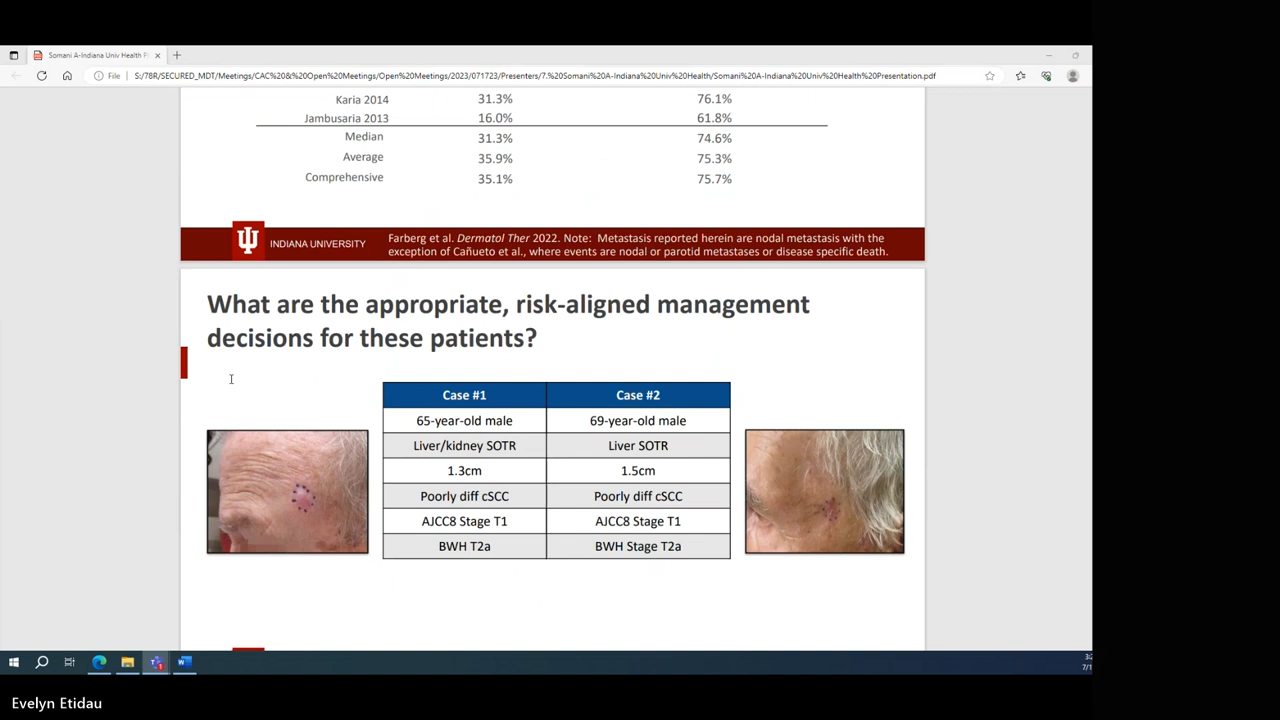 Somani A-Indiana Univ Health P
File
S:/78R/SECURED_MDT/Meetings/CAC%20&%20Open%20Meetings/Open%20Meetings/2023/071723/Presenters/7.%20Somani%20A-Indiana%20Univ%20Health/Somani%20A-Indiana%20Univ%20Health%20Presentation.pdf
Karia 2014 31.3% 76.1%
Jambusaria 2013 16.0% 61.8%
Median 31.3% 74.6%
Average 35.9% 75.3%
Comprehensive 35.1% 75.7%
INDIANA UNIVERSITY
Farberg et al. Dermatol Ther 2022. Note: Metastasis reported herein are nodal metastasis with the
exception of Cañueto et al., where events are nodal or parotid metastases or disease specific death.
What are the appropriate, risk-aligned management
decisions for these patients?
Case #1 Case #2
65-year-old male 69-year-old male
Liver/kidney SOTR Liver SOTR
1.3cm 1.5cm
Poorly diff cSCC Poorly diff cSCC
AJCC8 Stage T1 AJCC8 Stage T1
BWH T2a BWH Stage T2a
Evelyn Etidau